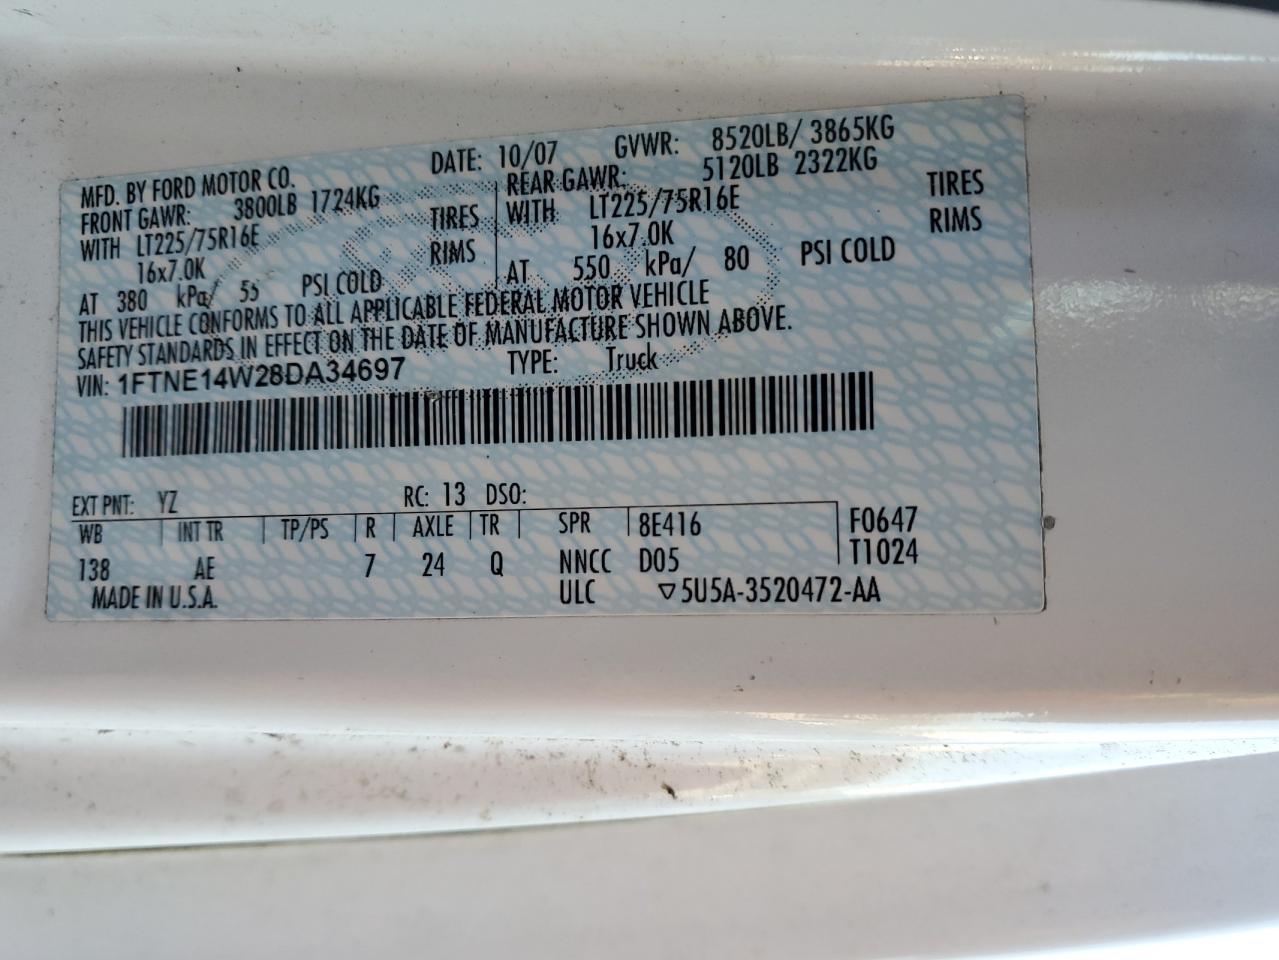 MFD. BY FORD MOTOR CO. DATE: 10/07 GVWR: 8520LB/ 3865KG
FRONT GAWR: 3800LB 1724KG REAR GAWR: 5120LB 2322KG
WITH LT225/75R16E TIRES WITH LT225/75R16E TIRES
16x7.0K RIMS 16x7.0K RIMS
AT 380 kPa/ 55 PSI COLD AT 550 kPa/ 80 PSI COLD
THIS VEHICLE CONFORMS TO ALL APPLICABLE FEDERAL MOTOR VEHICLE
SAFETY STANDARDS IN EFFECT ON THE DATE OF MANUFACTURE SHOWN ABOVE.
VIN: 1FTNE14W28DA34697 TYPE: Truck
EXT PNT: YZ RC: 13 DSO:
WB INT TR TP/PS R AXLE TR SPR 8E416 F0647
138 AE 7 24 Q NNCC D05 T1024
MADE IN U.S.A. ULC ▽5U5A-3520472-AA